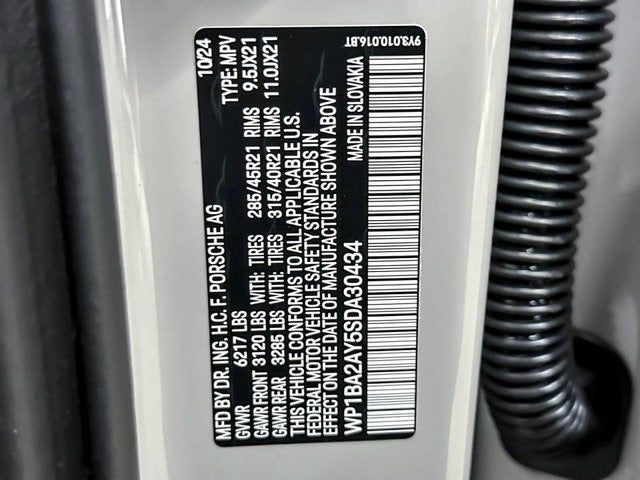 MFD BY DR. ING. H.C. F. PORSCHE AG 10/24
GVWR 6217 LBS TYPE: MPV
GAWR FRONT 3120 LBS WITH: TIRES 285/45R21 RIMS 9.5JX21
GAWR REAR 3285 LBS WITH: TIRES 315/40R21 RIMS 11.0JX21
THIS VEHICLE CONFORMS TO ALL APPLICABLE U.S.
FEDERAL MOTOR VEHICLE SAFETY STANDARDS IN
EFFECT ON THE DATE OF MANUFACTURE SHOWN ABOVE
WP1BA2AY5SDA30434 MADE IN SLOVAKIA
9Y3.010.016.BT